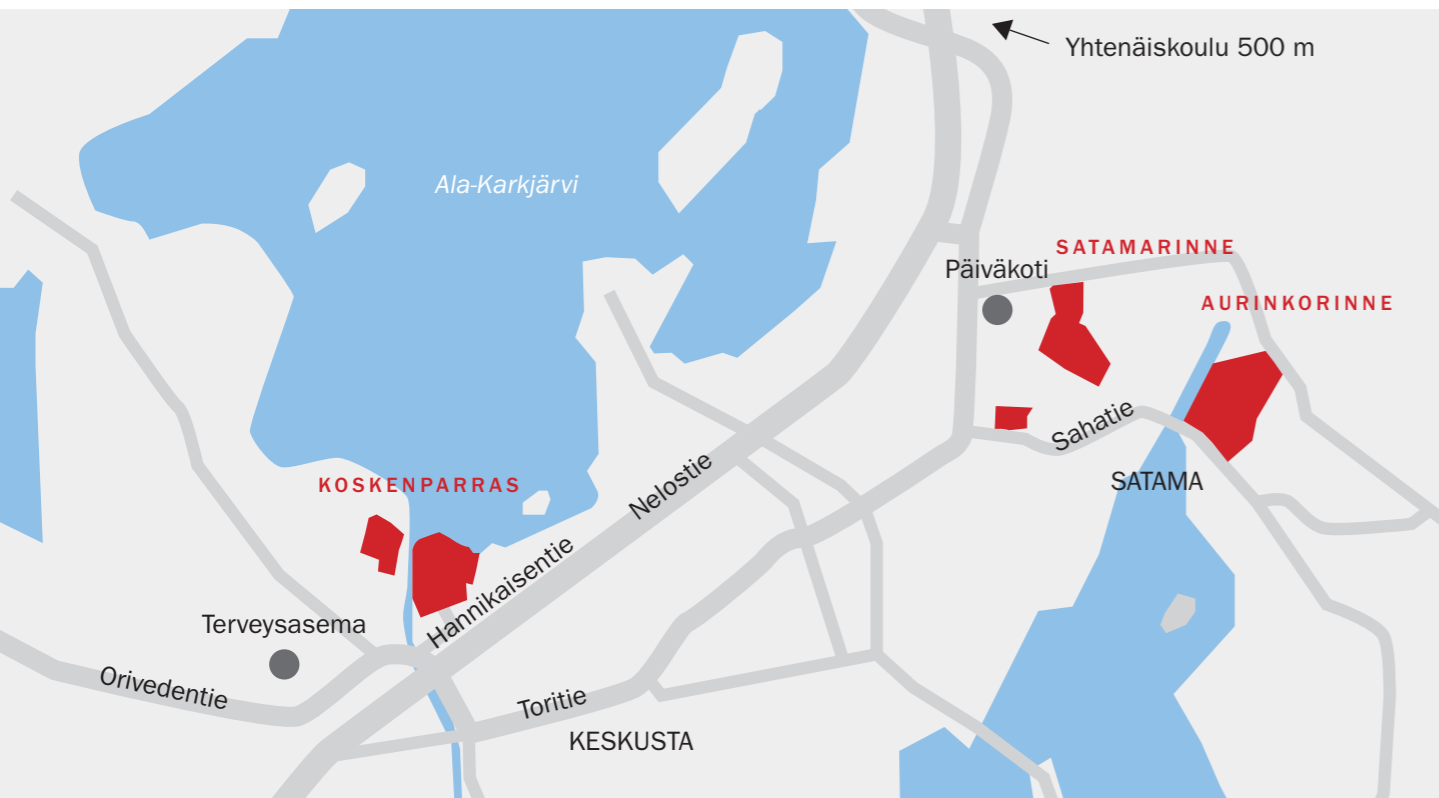 Yhtenäiskoulu 500 m
Ala-Karkjärvi
SATAMARINNE
Päiväkoti
AURINKORINNE
Sahatie
Nelostie
KOSKENPARRAS
SATAMA
Hannikaisentie
Terveysasema
Orivedentie
Toritie
KESKUSTA